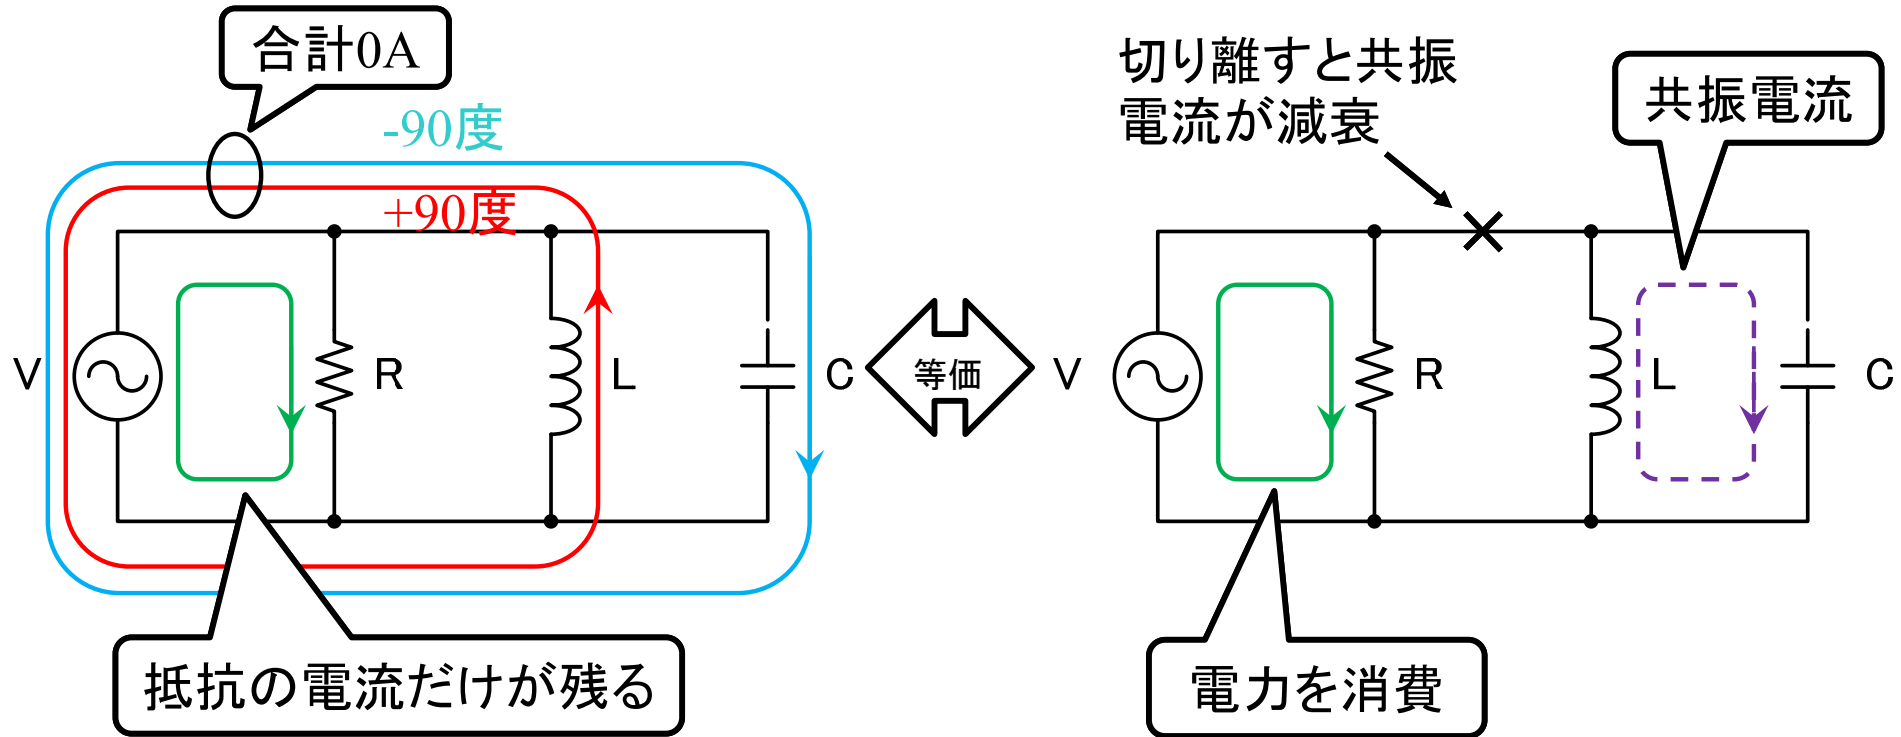 合計0A
-90度
+90度
V
R
L
C
抵抗の電流だけが残る
等価
切り離すと共振
電流が減衰
共振電流
V
R
L
C
電力を消費